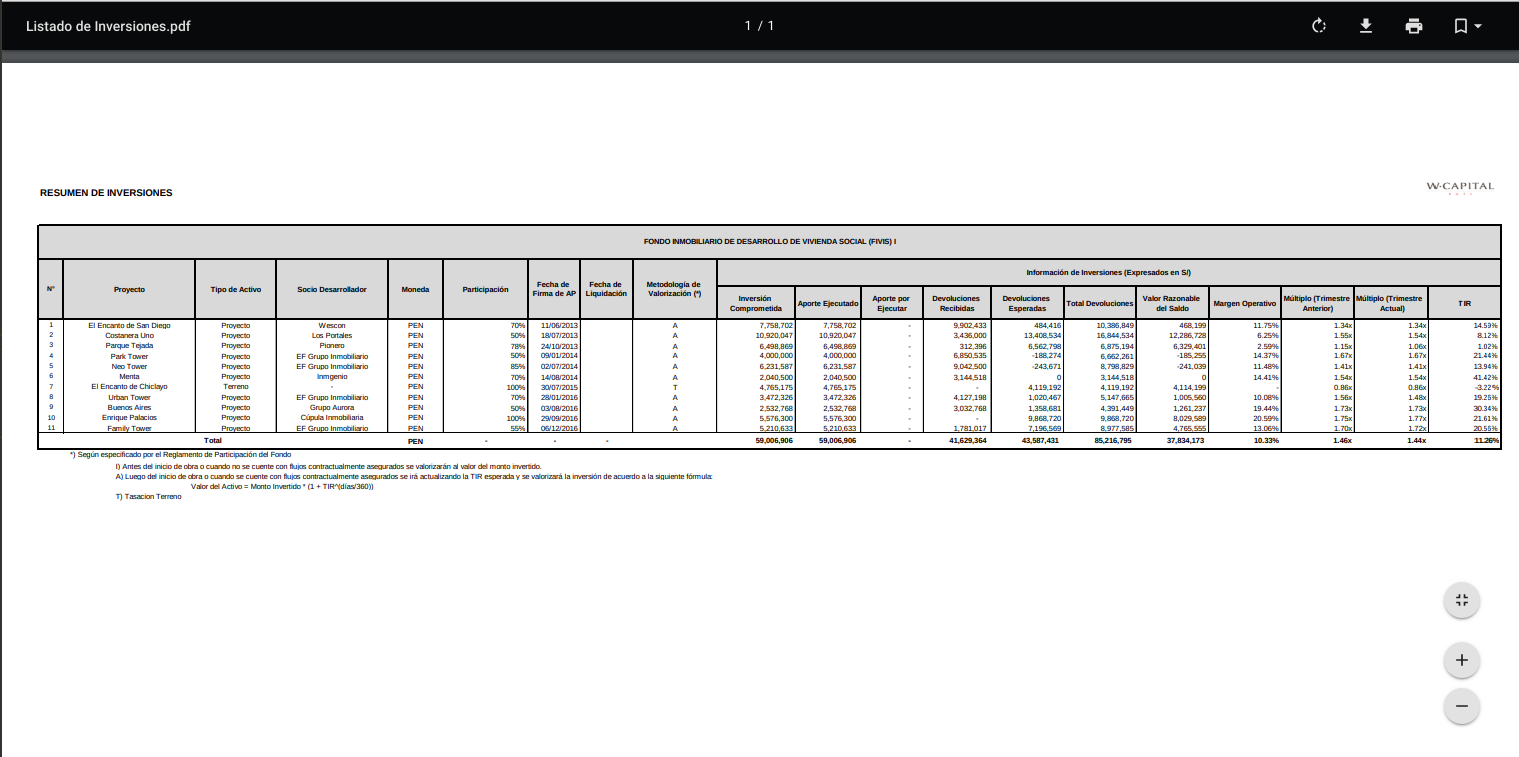 Listado de Inversiones.pdf 1 / 1
RESUMEN DE INVERSIONES
W·CAPITAL
FONDO INMOBILIARIO DE DESARROLLO DE VIVIENDA SOCIAL (FIVIS) I
Información de Inversiones (Expresados en S/)
N° Proyecto Tipo de Activo Socio Desarrollador Moneda Participación Fecha de Firma de AP Fecha de Liquidación Metodología de Valorización (*) Inversión Comprometida Aporte Ejecutado Aporte por Ejecutar Devoluciones Recibidas Devoluciones Esperadas Total Devoluciones Valor Razonable del Saldo Margen Operativo Múltiplo (Trimestre Anterior) Múltiplo (Trimestre Actual) TIR
1 El Encanto de San Diego Proyecto Wescon PEN 70% 11/06/2013 A 7,758,702 7,758,702 - 9,902,433 484,416 10,386,849 468,199 11.75% 1.34x 1.34x 14.59%
2 Costanera Uno Proyecto Los Portales PEN 50% 18/07/2013 A 10,920,047 10,920,047 - 3,436,000 13,408,534 16,844,534 12,286,728 6.25% 1.55x 1.54x 8.12%
3 Parque Tejada Proyecto Pionero PEN 78% 24/10/2013 A 6,498,869 6,498,869 - 312,396 6,562,798 6,875,194 6,329,401 2.59% 1.15x 1.06x 1.02%
4 Park Tower Proyecto EF Grupo Inmobiliario PEN 50% 09/01/2014 A 4,000,000 4,000,000 - 6,850,535 -188,274 6,662,261 -185,255 14.37% 1.67x 1.67x 21.44%
5 Neo Tower Proyecto EF Grupo Inmobiliario PEN 85% 02/07/2014 A 6,231,587 6,231,587 - 9,042,500 -243,671 8,798,829 -241,039 11.48% 1.41x 1.41x 13.94%
6 Menta Proyecto Inmgenio PEN 70% 14/08/2014 A 2,040,500 2,040,500 - 3,144,518 0 3,144,518 0 14.41% 1.54x 1.54x 41.42%
7 El Encanto de Chiclayo Terreno - PEN 100% 30/07/2015 T 4,765,175 4,765,175 - - 4,119,192 4,119,192 4,114,199 - 0.86x 0.86x -3.22%
8 Urban Tower Proyecto EF Grupo Inmobiliario PEN 70% 28/01/2016 A 3,472,326 3,472,326 - 4,127,198 1,020,467 5,147,665 1,005,560 10.08% 1.56x 1.48x 19.25%
9 Buenos Aires Proyecto Grupo Aurora PEN 50% 03/08/2016 A 2,532,768 2,532,768 - 3,032,768 1,358,681 4,391,449 1,261,237 19.44% 1.73x 1.73x 30.34%
10 Enrique Palacios Proyecto Cúpula Inmobiliaria PEN 100% 29/09/2016 A 5,576,300 5,576,300 - - 9,868,720 9,868,720 8,029,589 20.59% 1.75x 1.77x 21.61%
11 Family Tower Proyecto EF Grupo Inmobiliario PEN 55% 06/12/2016 A 5,210,633 5,210,633 - 1,781,017 7,196,569 8,977,585 4,765,555 13.06% 1.70x 1.72x 20.55%
Total PEN - - - 59,006,906 59,006,906 - 41,629,364 43,587,431 85,216,795 37,834,173 10.33% 1.46x 1.44x 11.26%
*) Según especificado por el Reglamento de Participación del Fondo
I) Antes del inicio de obra o cuando no se cuente con flujos contractualmente asegurados se valorizarán al valor del monto invertido.
A) Luego del inicio de obra o cuando se cuente con flujos contractualmente asegurados se irá actualizando la TIR esperada y se valorizará la inversión de acuerdo a la siguiente fórmula:
Valor del Activo = Monto Invertido * (1 + TIR^(días/360))
T) Tasacion Terreno